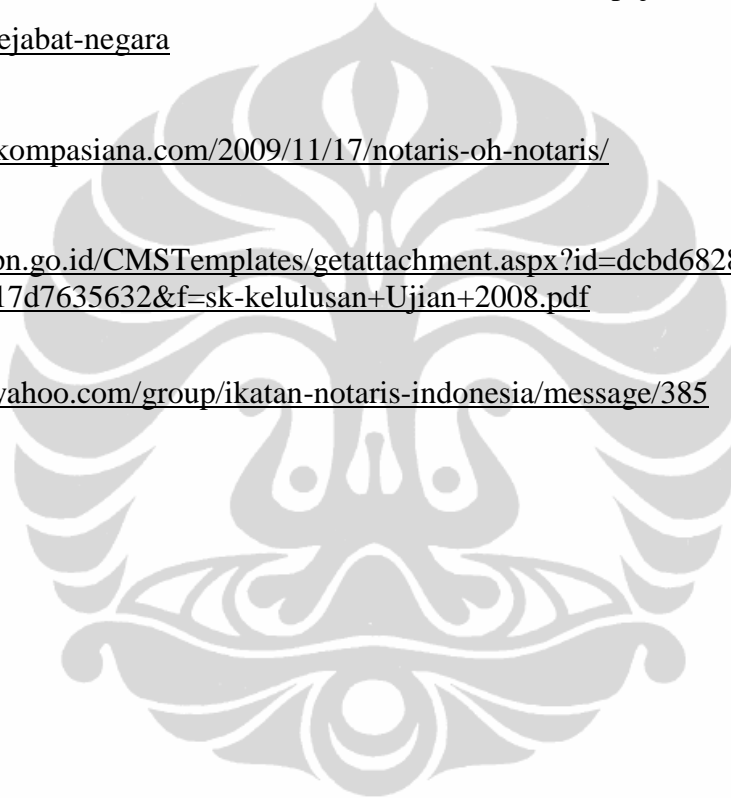 ejabat-negara
kompasiana.com/2009/11/17/notaris-oh-notaris/
on.go.id/CMSTemplates/getattachment.aspx?id=dcbd6828
17d7635632&f=sk-kelulusan+Ujian+2008.pdf
yahoo.com/group/ikatan-notaris-indonesia/message/385